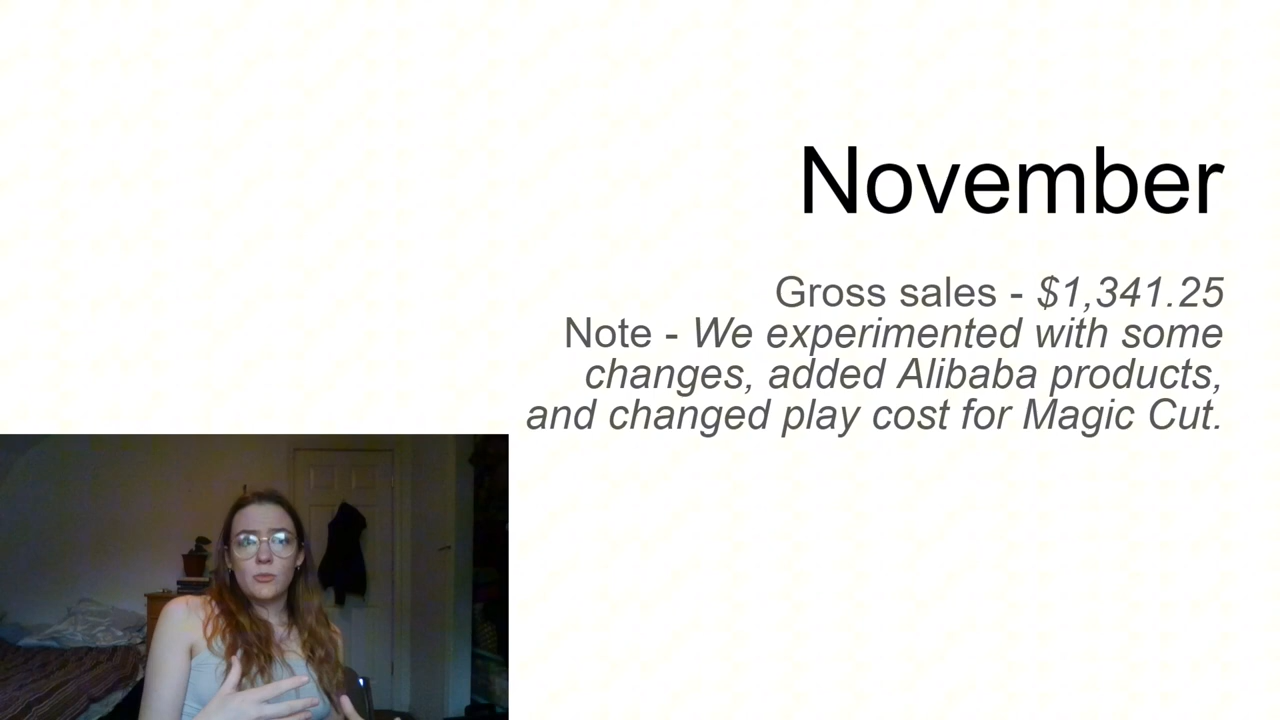 November
Gross sales - $1,341.25
Note - We experimented with some
changes, added Alibaba products,
and changed play cost for Magic Cut.